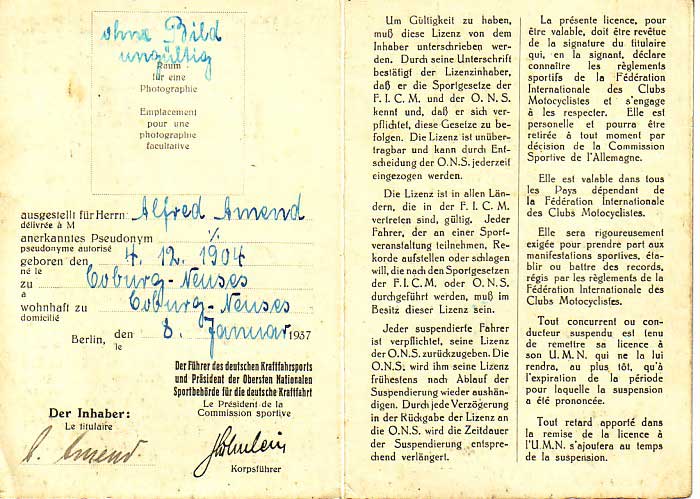 ohne Bild
ungültig
Raum
für eine
Photographie
Emplacement
pour une
photographie
facultative
ausgestellt für Herrn Alfred Amend
délivrée à M
anerkanntes Pseudonym ./.
pseudonyme autorisé
geboren den 4. 12. 1904
né le
zu Coburg-Neuses
a
wohnhaft zu Coburg-Neuses
domicilié
Berlin, den 8. Januar 1937
le
Der Führer des deutschen Kraftfahrsports
und Präsident der Obersten Nationalen
Sportbehörde für die deutsche Kraftfahrt
Le Président de la
Commission sportive
Der Inhaber:
Le titulaire
A. Amend.
Hühnlein
Korpsführer
Um Gültigkeit zu haben,
muß diese Lizenz von dem
Inhaber unterschrieben wer-
den. Durch seine Unterschrift
bestätigt der Lizenzinhaber,
daß er die Sportgesetze der
F. I. C. M. und der O. N. S.
kennt und, daß er sich ver-
pflichtet, diese Gesetze zu be-
folgen. Die Lizenz ist unüber-
tragbar und kann durch Ent-
scheidung der O.N.S. jederzeit
eingezogen werden.
Die Lizenz ist in allen Län-
dern, die in der F. I. C. M.
vertreten sind, gültig. Jeder
Fahrer, der an einer Sport-
veranstaltung teilnehmen, Re-
korde aufstellen oder schlagen
will, die nach den Sportgesetzen
der F. I. C. M. oder O. N. S.
durchgeführt werden, muß im
Besitz dieser Lizenz sein.
Jeder suspendierte Fahrer
ist verpflichtet, seine Lizenz
der O.N.S. zurückzugeben. Die
O.N.S. wird ihm seine Lizenz
frühestens nach Ablauf der
Suspendierung wieder aushän-
digen. Durch jede Verzögerung
in der Rückgabe der Lizenz an
die O.N.S. wird die Zeitdauer
der Suspendierung entspre-
chend verlängert.
La présente licence, pour
être valable, doit être revêtue
de la signature du titulaire
qui, en la signant, déclare
connaître les règlements
sportifs de la Fédération
Internationale des Clubs
Motocyclistes et s'engage
à les respecter. Elle est
personelle et pourra être
retirée à tout moment par
décision de la Commission
Sportive de l'Allemagne.
Elle est valable dans tous
les Pays dépendant de
la Fédération Internationale
des Clubs Motocyclistes.
Elle sera rigoureusement
exigée pour prendre part aux
manifestations sportives, éta-
blir ou battre des records,
régis par les règlements de la
Fédération Internationale des
Clubs Motocyclistes.
Tout concurrent ou con-
ducteur suspendu est tenu
de remettre sa licence à
son U. M. N. qui ne la lui
rendra, au plus tôt, qu'à
l'expiration de la période
pour laquelle la suspension
a été prononcée.
Tout retard apporté dans
la remise de la licence à
l'U. M. N. s'ajoutera au temps
de la suspension.